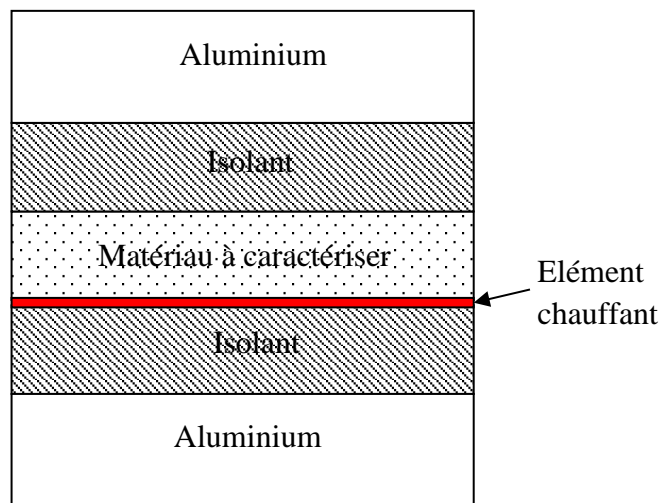 Aluminium
Isolant
Matériau à caractériser
Elément
chauffant
Isolant
Aluminium